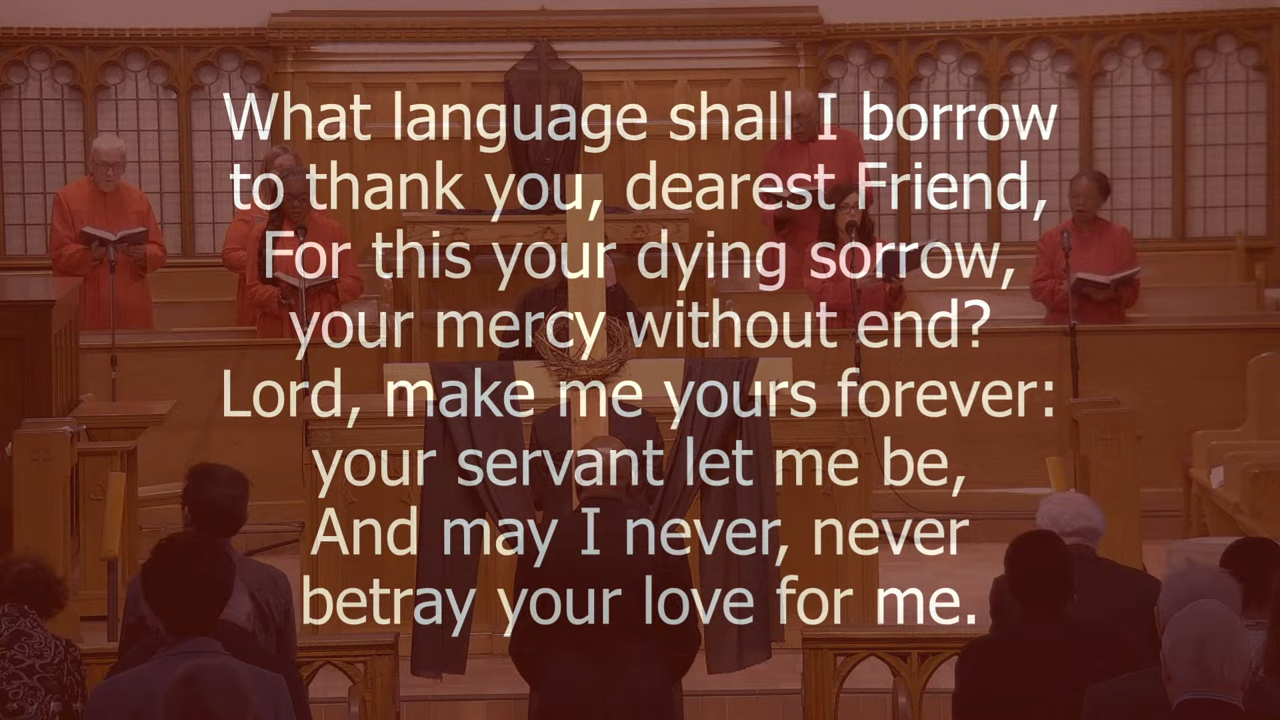 What language shall I borrow
to thank you, dearest Friend,
For this your dying sorrow,
your mercy without end?
Lord, make me yours forever:
your servant let me be,
And may I never, never
betray your love for me.